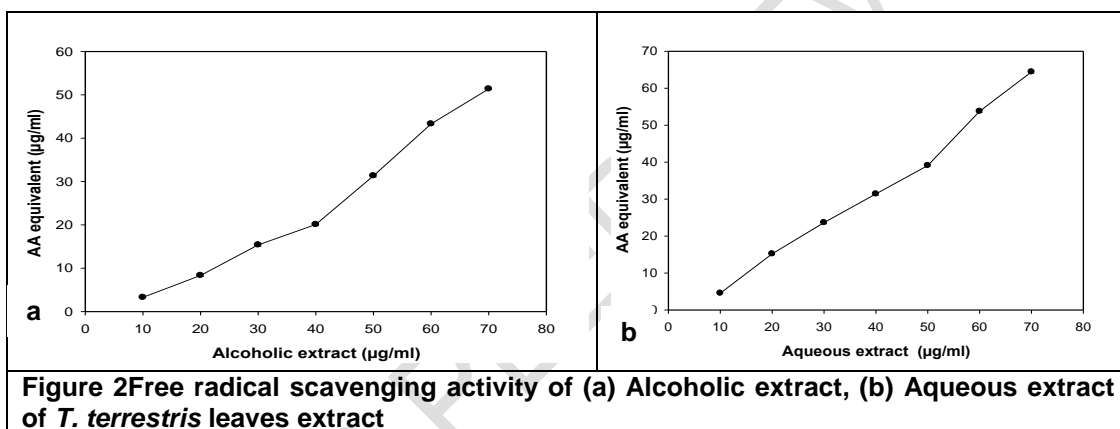 60
50
40
30
20
10
0
AA equivalent (µg/ml)
a
0 10 20 30 40 50 60 70 80
Alcoholic extract (µg/ml)
70
60
50
40
30
20
10
AA equivalent (µg/ml)
b
0 10 20 30 40 50 60 70 80
Aqueous extract (µg/ml)
Figure 2Free radical scavenging activity of (a) Alcoholic extract, (b) Aqueous extract
of T. terrestris leaves extract